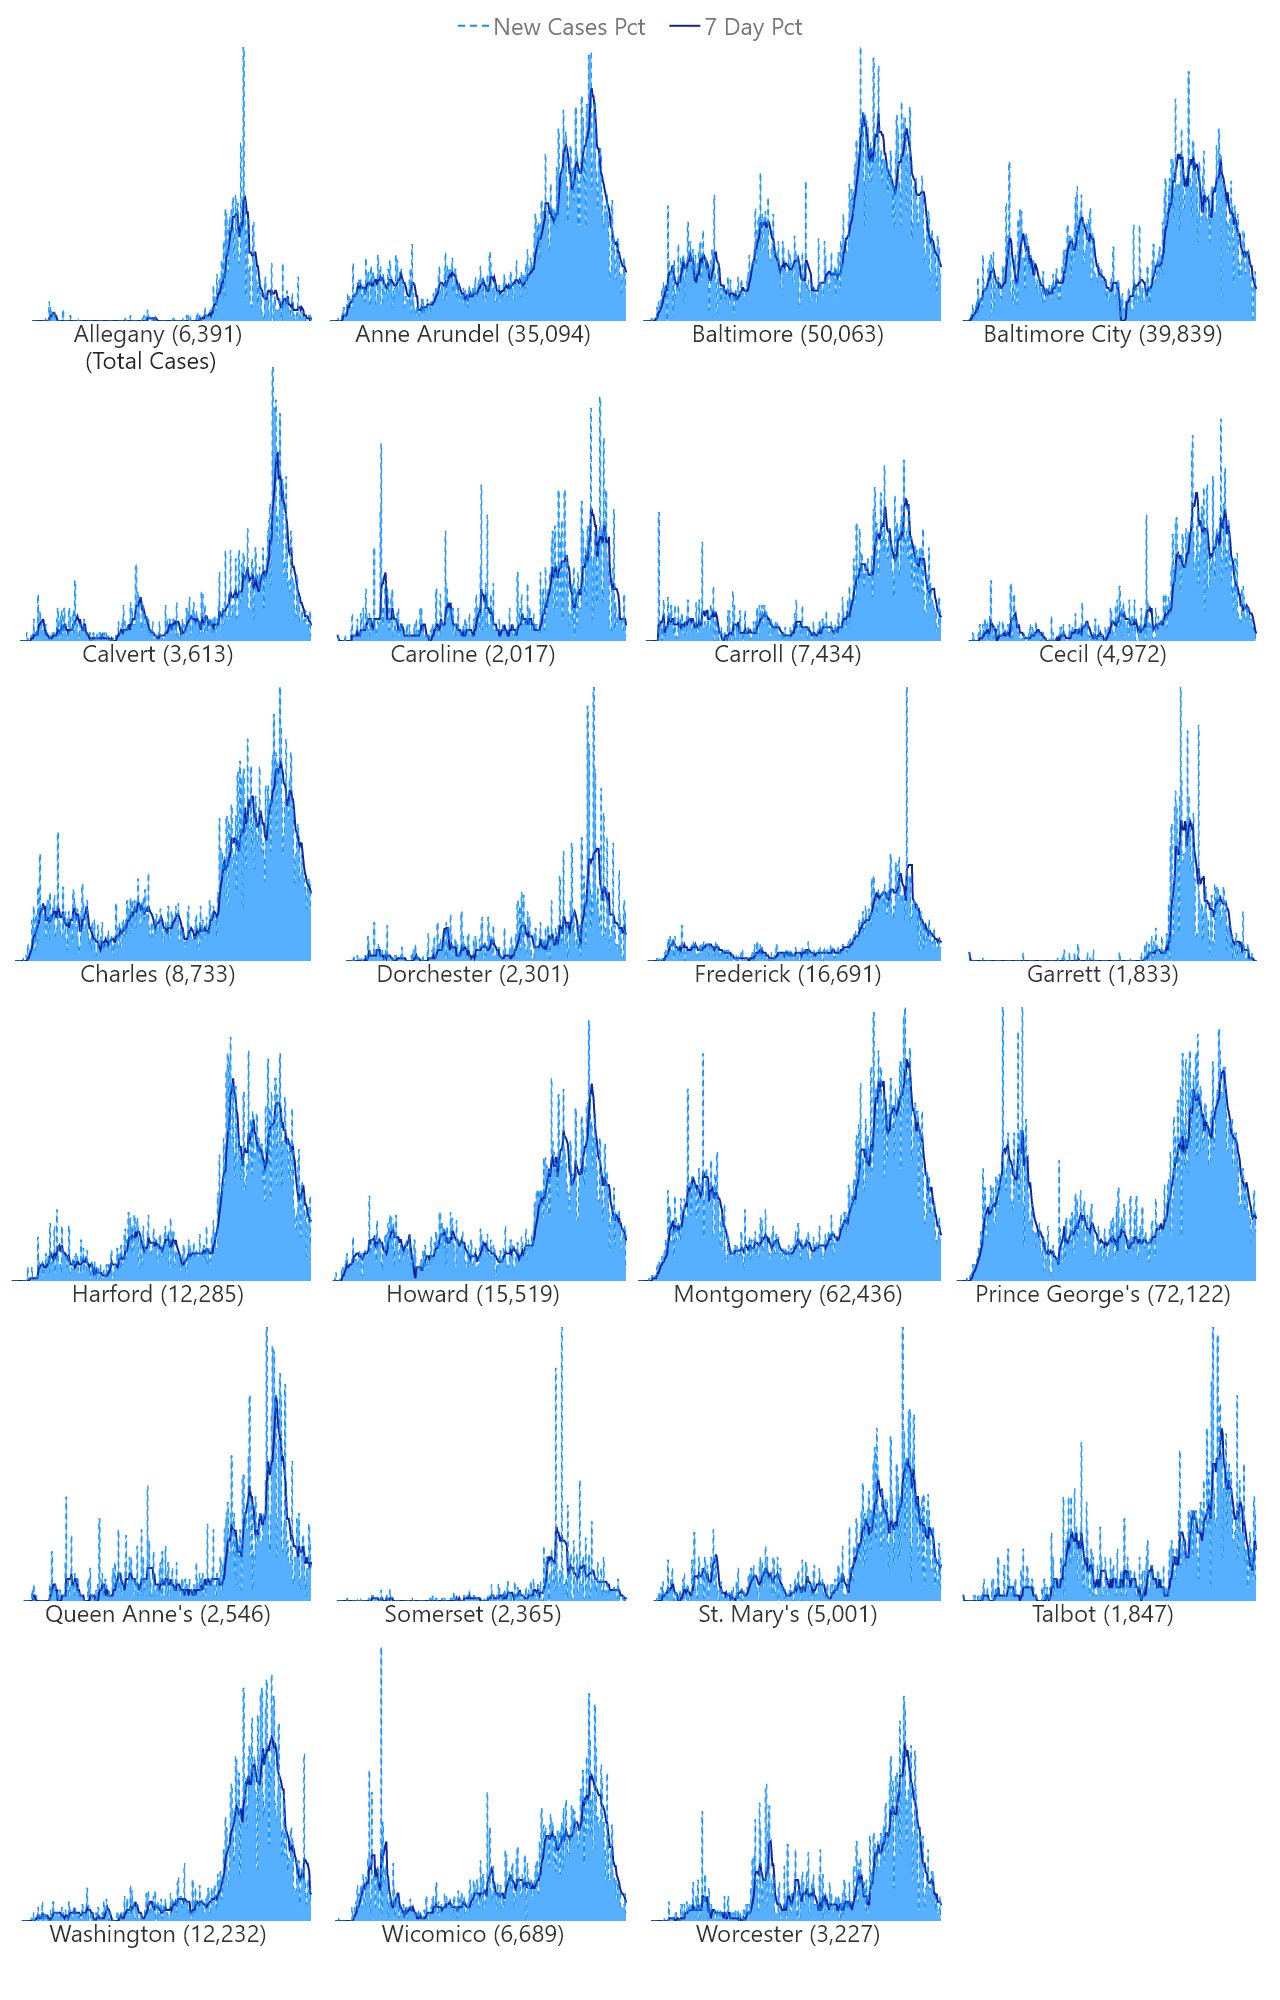 New Cases Pct 7 Day Pct
Allegany (6,391) Anne Arundel (35,094) Baltimore (50,063) Baltimore City (39,839)
(Total Cases)
Calvert (3,613) Caroline (2,017) Carroll (7,434) Cecil (4,972)
Charles (8,733) Dorchester (2,301) Frederick (16,691) Garrett (1,833)
Harford (12,285) Howard (15,519) Montgomery (62,436) Prince George's (72,122)
Queen Anne's (2,546) Somerset (2,365) St. Mary's (5,001) Talbot (1,847)
Washington (12,232) Wicomico (6,689) Worcester (3,227)